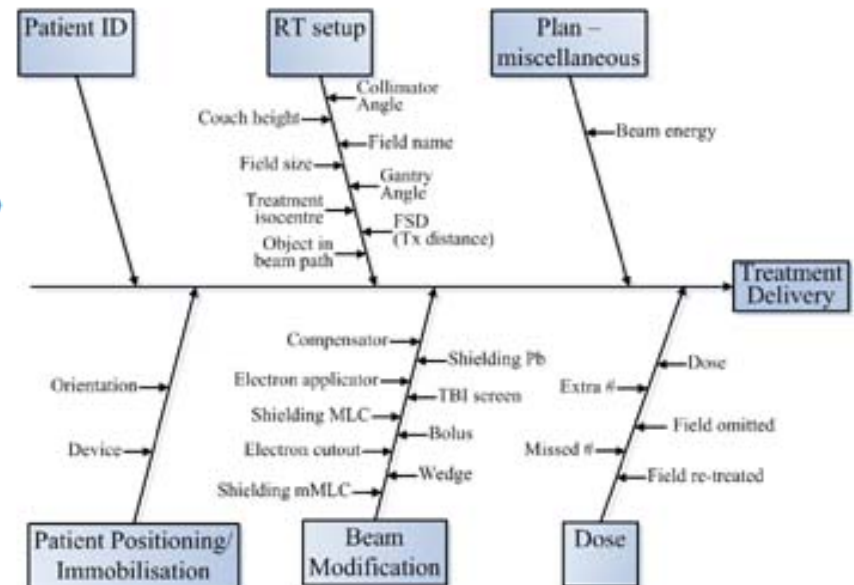 Patient ID
RT setup
Plan –
miscellaneous
Collimator
Angle
Couch height
Field name
Beam energy
Field size
Gantry
Angle
Treatment
isocentre
FSD
(Tx distance)
Object in
beam path
Treatment
Delivery
Compensator
Shielding Pb
Dose
Orientation
Electron applicator
TBI screen
Extra #
Shielding MLC
Bolus
Field omitted
Device
Electron cutout
Missed #
Wedge
Field re-treated
Shielding mMLC
Patient Positioning/
Immobilisation
Beam
Modification
Dose